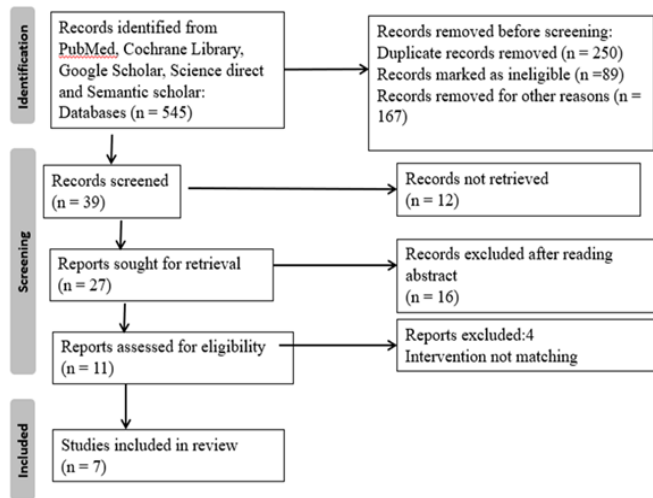 Identification
Records identified from
PubMed, Cochrane Library,
Google Scholar, Science direct
and Semantic scholar:
Databases (n = 545)
Records removed before screening:
Duplicate records removed (n = 250)
Records marked as ineligible (n =89)
Records removed for other reasons (n =
167)
Screening
Records screened
(n = 39)
Records not retrieved
(n = 12)
Reports sought for retrieval
(n = 27)
Records excluded after reading
abstract
(n = 16)
Reports assessed for eligibility
(n = 11)
Reports excluded:4
Intervention not matching
Included
Studies included in review
(n = 7)